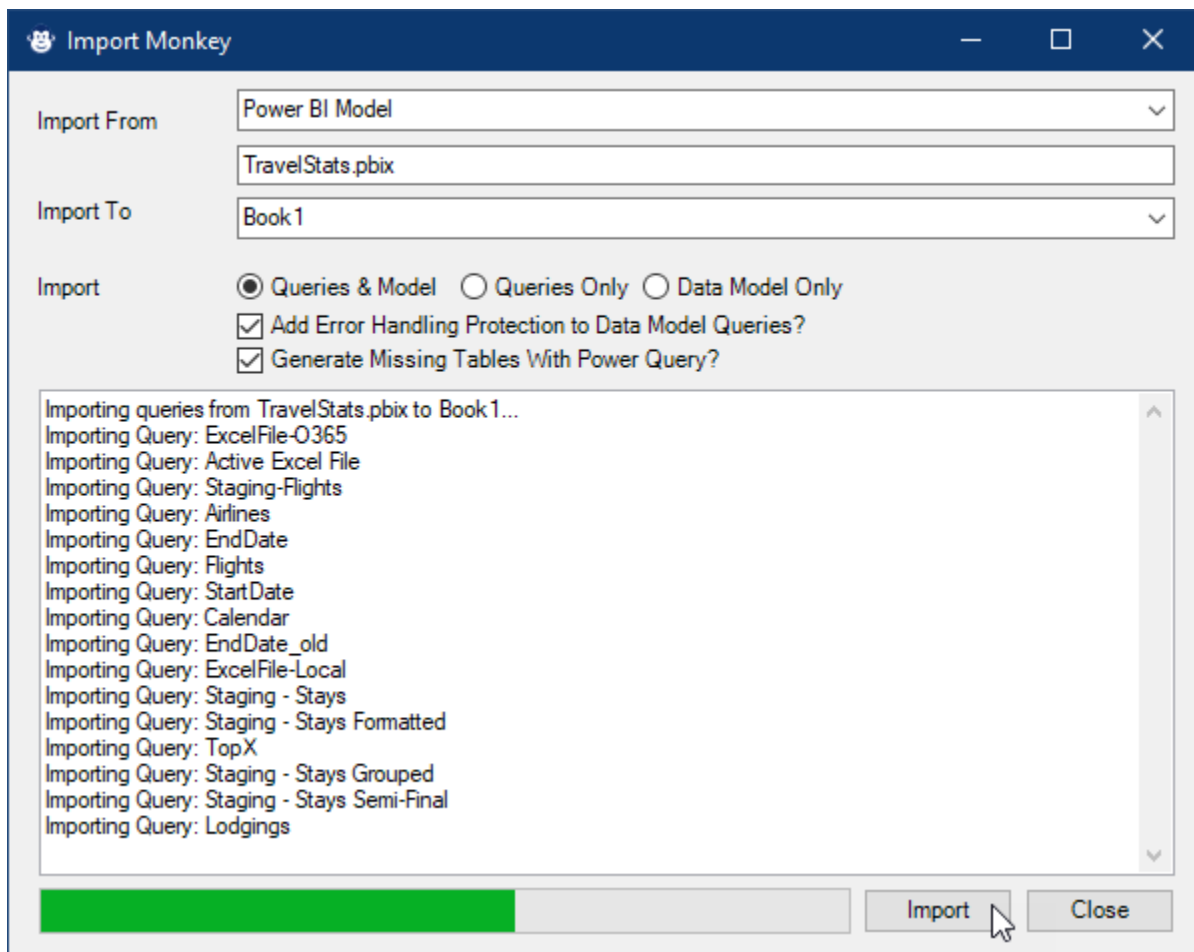 Import Monkey
Import From
Power BI Model
TravelStats.pbix
Import To
Book1
Import
Queries & Model Queries Only Data Model Only
Add Error Handling Protection to Data Model Queries?
Generate Missing Tables With Power Query?
Importing queries from TravelStats.pbix to Book1...
Importing Query: ExcelFile-O365
Importing Query: Active Excel File
Importing Query: Staging-Flights
Importing Query: Airlines
Importing Query: EndDate
Importing Query: Flights
Importing Query: StartDate
Importing Query: Calendar
Importing Query: EndDate_old
Importing Query: ExcelFile-Local
Importing Query: Staging - Stays
Importing Query: Staging - Stays Formatted
Importing Query: TopX
Importing Query: Staging - Stays Grouped
Importing Query: Staging - Stays Semi-Final
Importing Query: Lodgings
Import Close